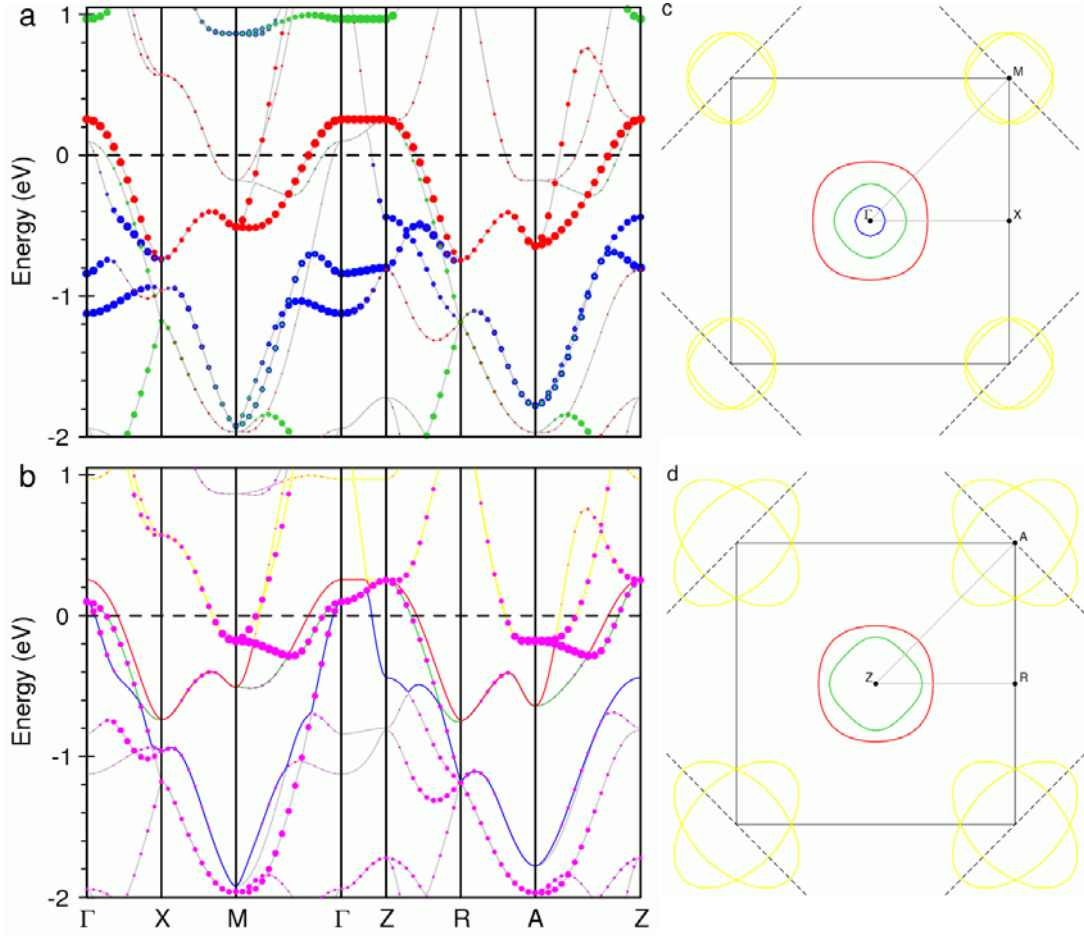 a
1
0
-1
-2
Energy (eV)
c
M
Γ
X
b
1
0
-1
-2
Energy (eV)
Γ X M Γ Z R A Z
d
A
Z
R